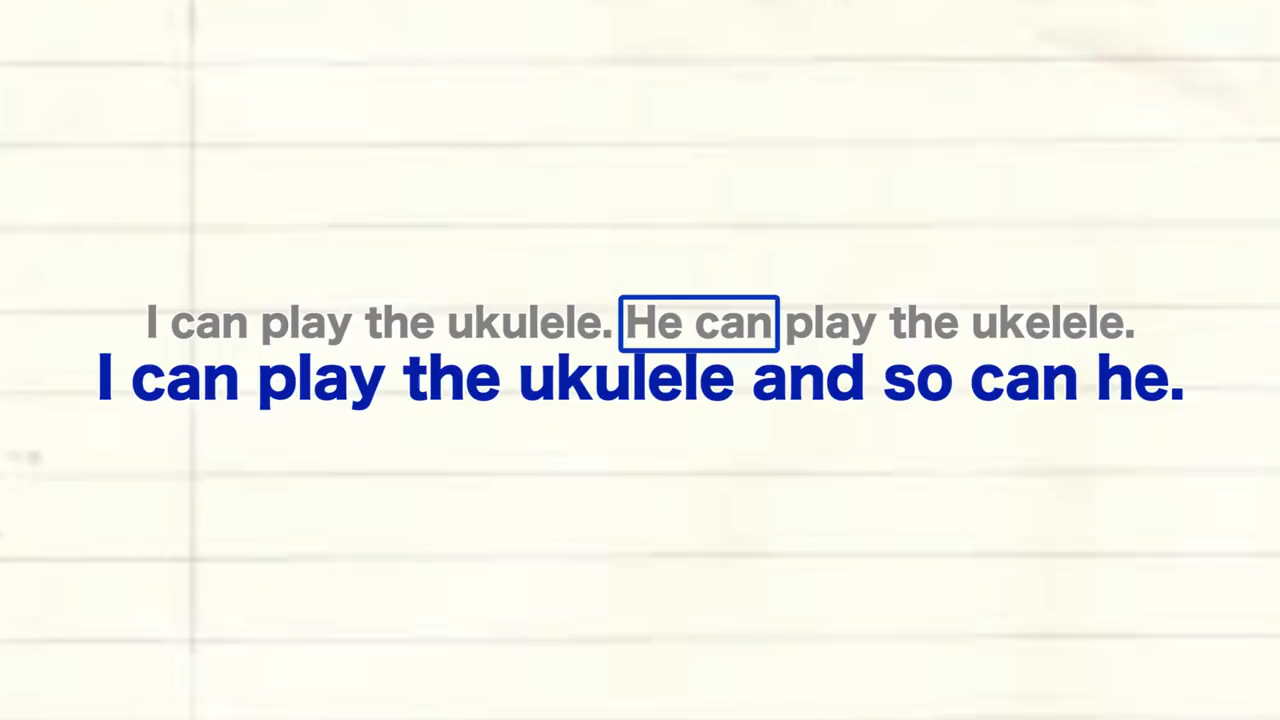 I can play the ukulele. He can play the ukelele.
I can play the ukulele and so can he.